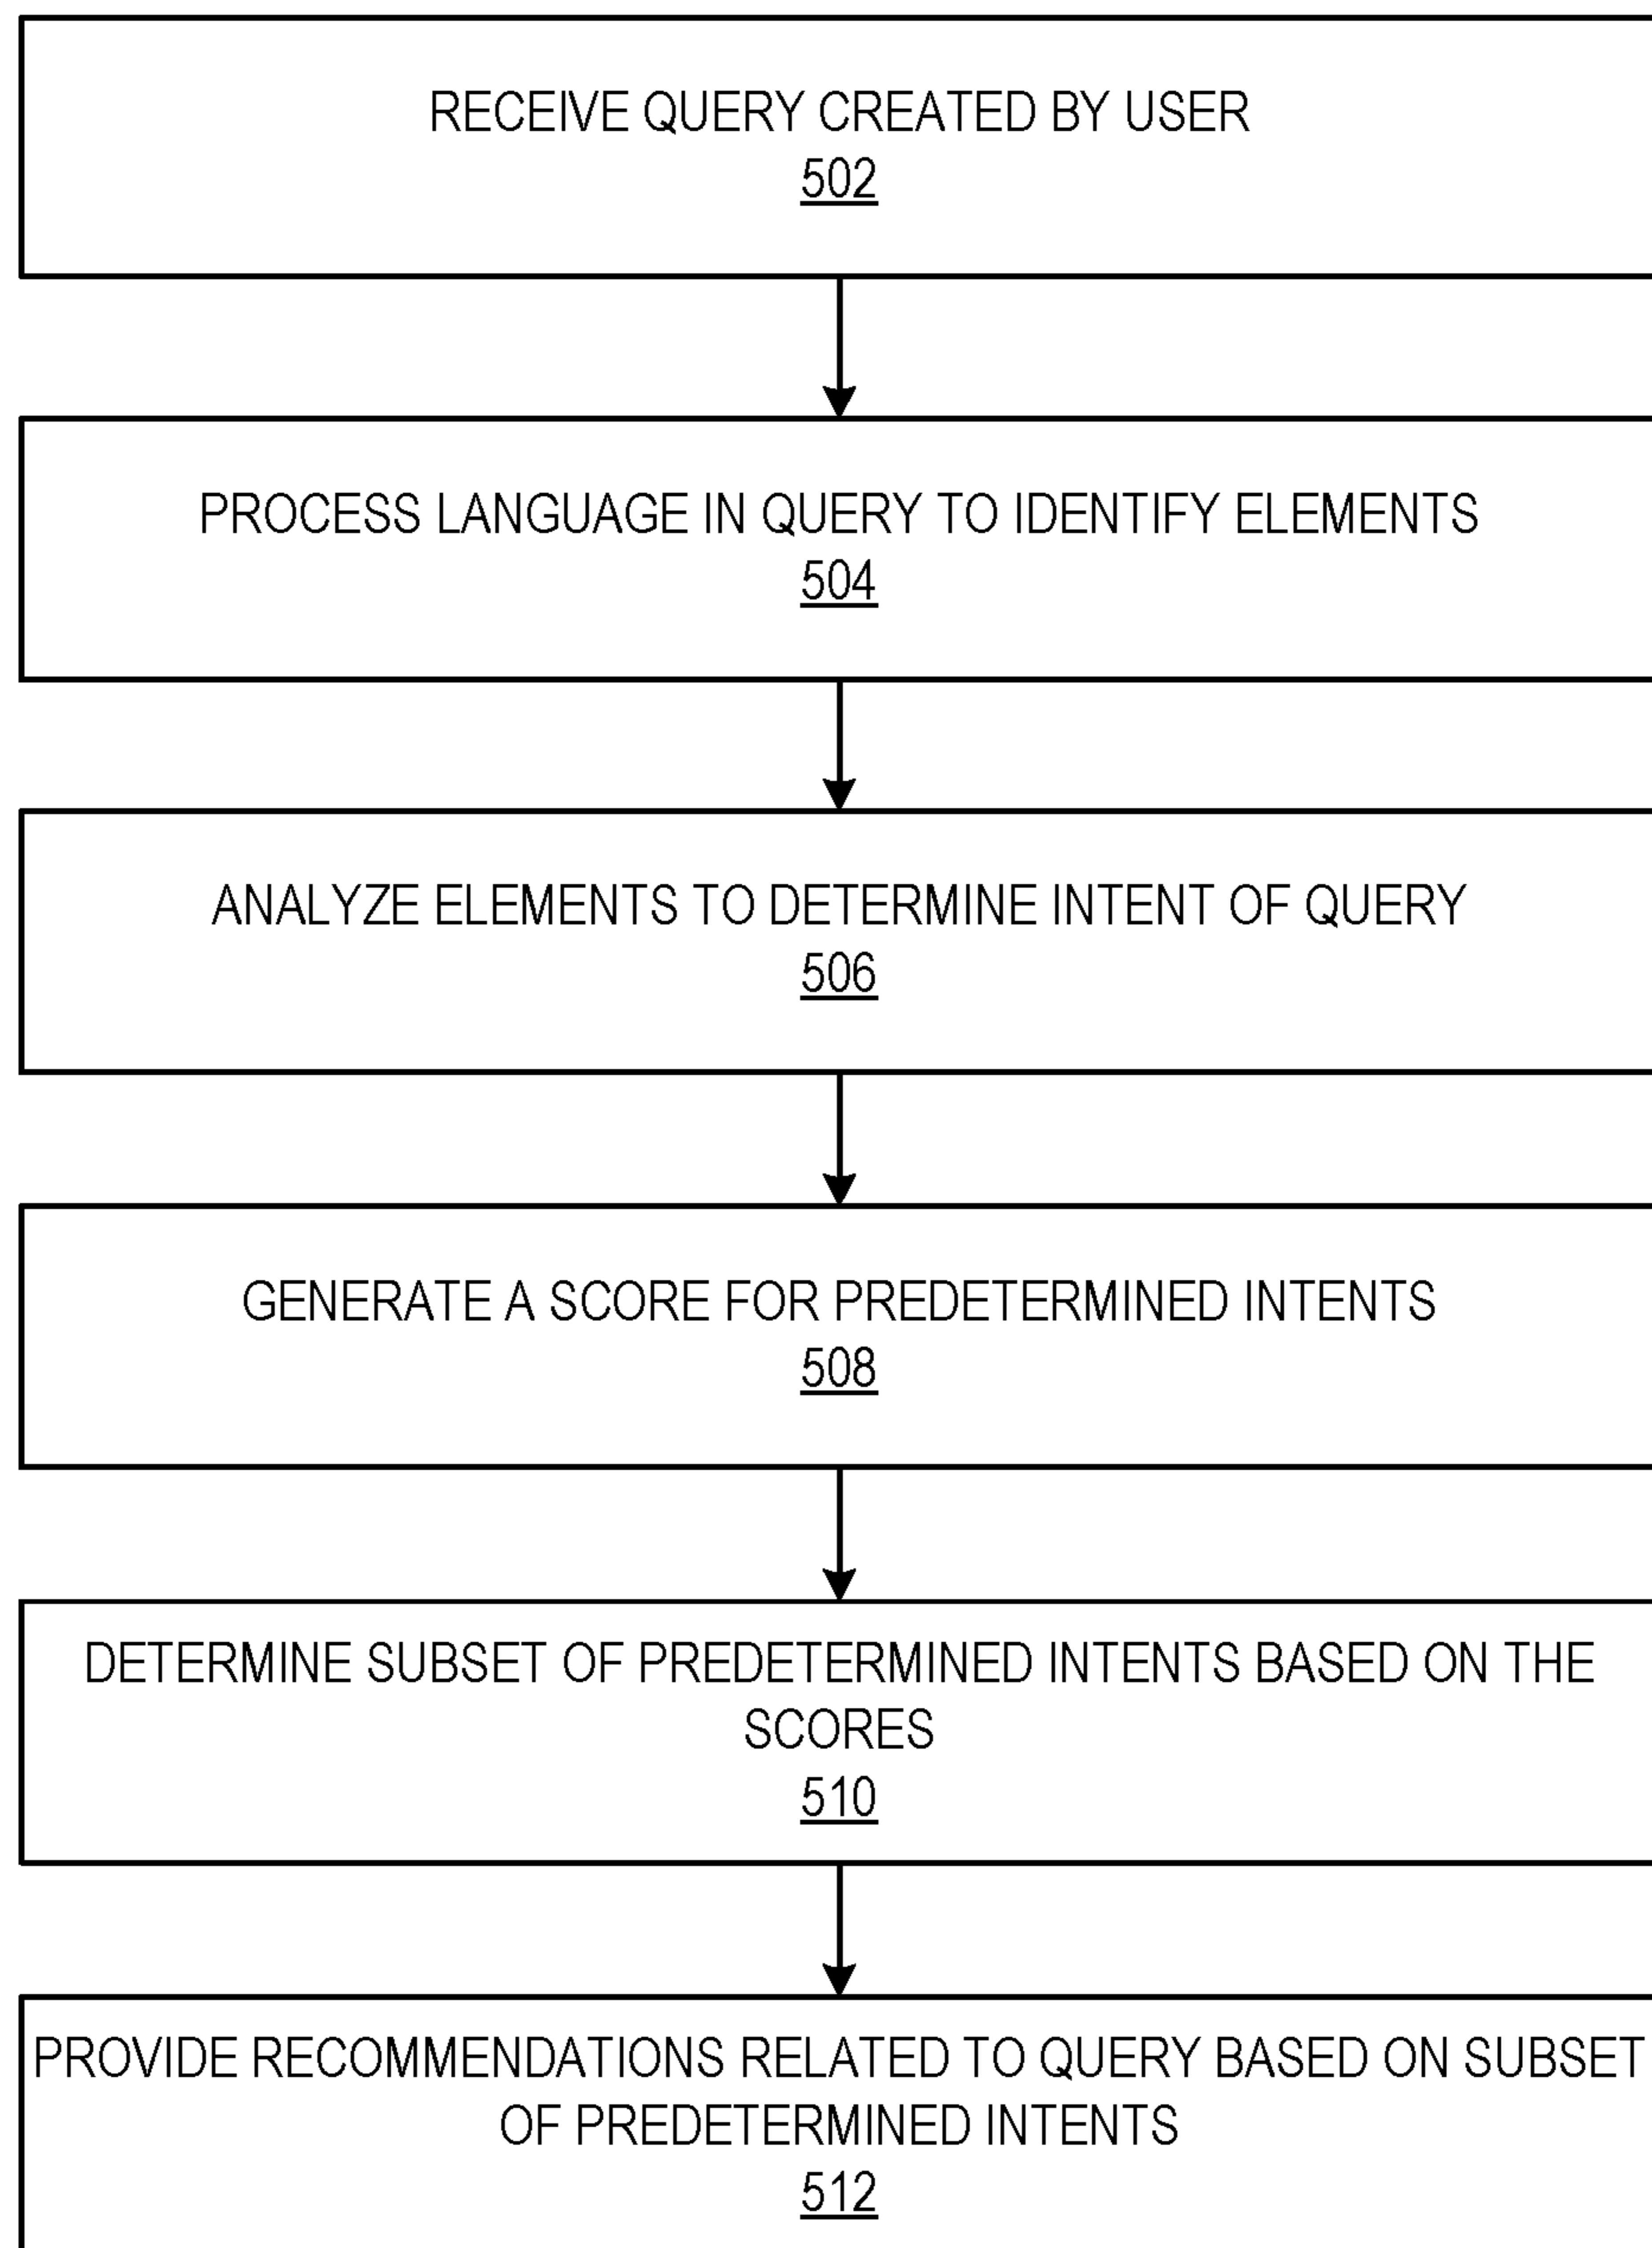 RECEIVE QUERY CREATED BY USER
502
PROCESS LANGUAGE IN QUERY TO IDENTIFY ELEMENTS
504
ANALYZE ELEMENTS TO DETERMINE INTENT OF QUERY
506
GENERATE A SCORE FOR PREDETERMINED INTENTS
508
DETERMINE SUBSET OF PREDETERMINED INTENTS BASED ON THE
SCORES
510
PROVIDE RECOMMENDATIONS RELATED TO QUERY BASED ON SUBSET
OF PREDETERMINED INTENTS
512